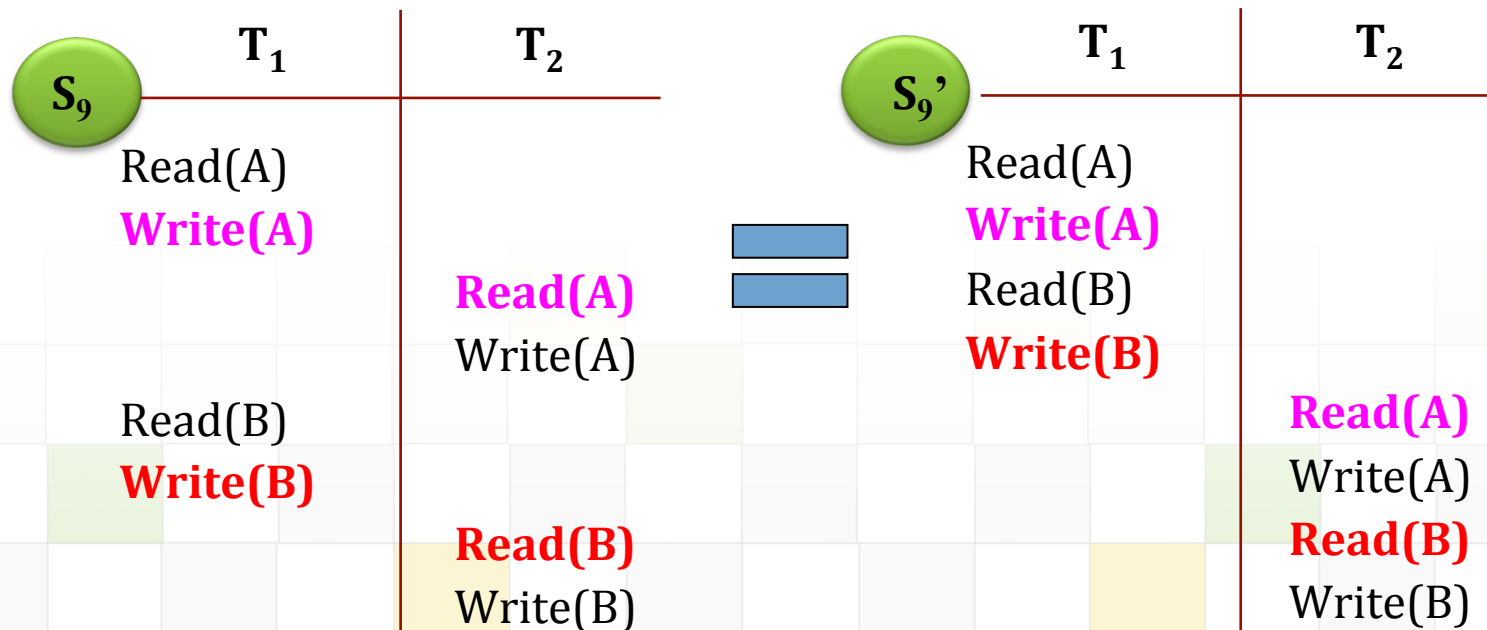 S₉ T₁ T₂
Read(A)
Write(A)
Read(A)
Write(A)
Read(B)
Write(B)
Read(B)
Write(B)
S₉’ T₁ T₂
Read(A)
Write(A)
Read(B)
Write(B)
Read(A)
Write(A)
Read(B)
Write(B)